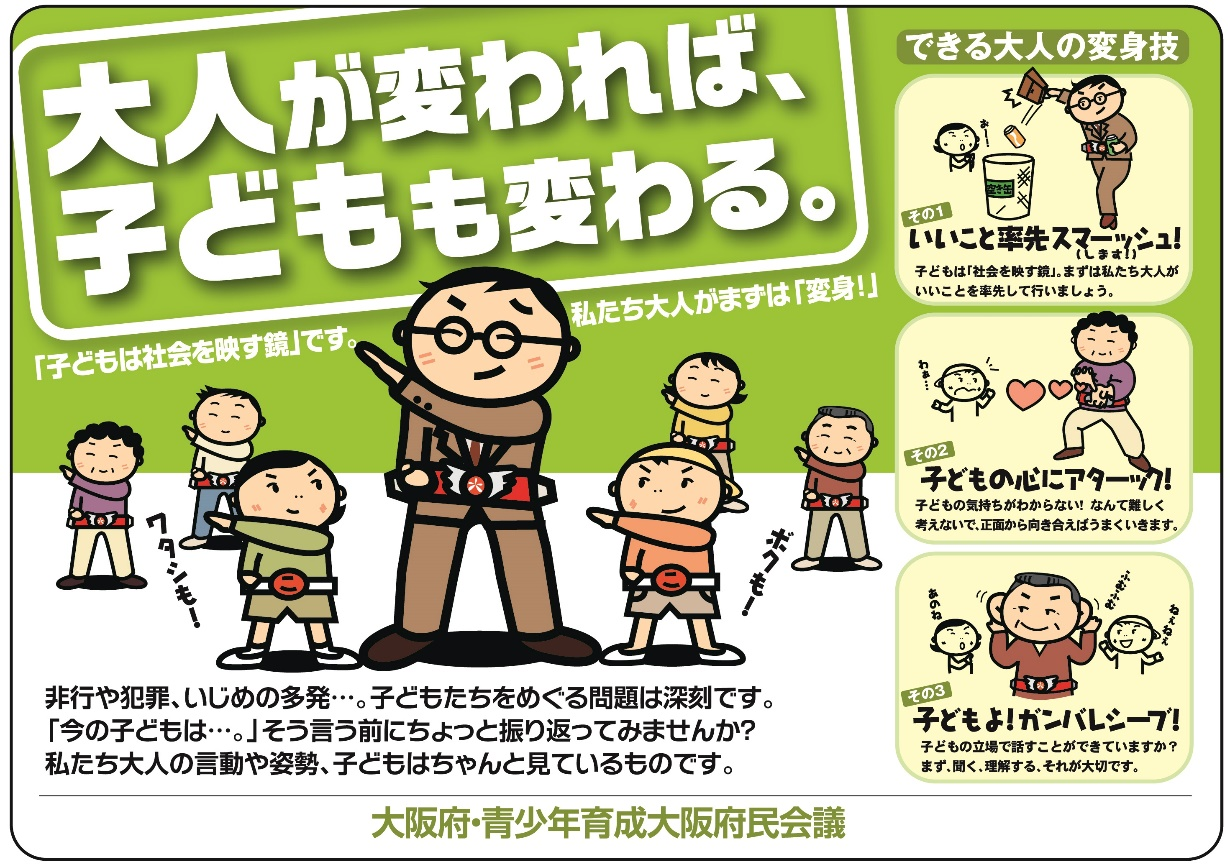 大人が変われば、
子どもも変わる。
「子どもは社会を映す鏡」です。
私たち大人がまずは「変身！」
ワタシも！
ボクも！
非行や犯罪、いじめの多発…。子どもたちをめぐる問題は深刻です。
「今の子どもは…。」そう言う前にちょっと振り返ってみませんか？
私たち大人の言動や姿勢、子どもはちゃんと見ているものです。
できる大人の変身技
おー！
空き缶
その1
いいこと率先スマーッシュ！
(します！)
子どもは「社会を映す鏡」。まずは私たち大人が
いいことを率先して行いましょう。
わぁ…
その2
子どもの心にアターック！
子どもの気持ちがわからない！なんて難しく
考えないで、正面から向き合えばうまくいきます。
あのね
ふむふむ
ねぇねぇ
その3
子どもよ！ガンバレシーブ！
子どもの立場で話すことができていますか？
まず、聞く、理解する、それが大切です。
大阪府・青少年育成大阪府民会議